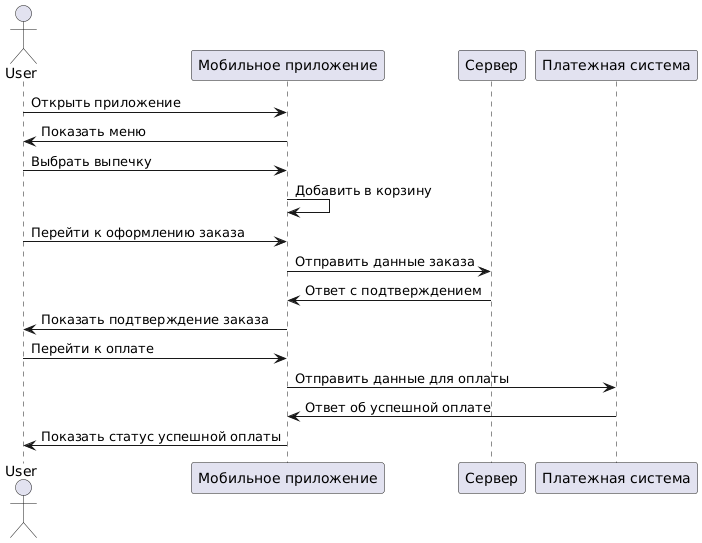 User
Мобильное приложение
Сервер
Платежная система
Открыть приложение
Показать меню
Выбрать выпечку
Добавить в корзину
Перейти к оформлению заказа
Отправить данные заказа
Ответ с подтверждением
Показать подтверждение заказа
Перейти к оплате
Отправить данные для оплаты
Ответ об успешной оплате
Показать статус успешной оплаты
User
Мобильное приложение
Сервер
Платежная система